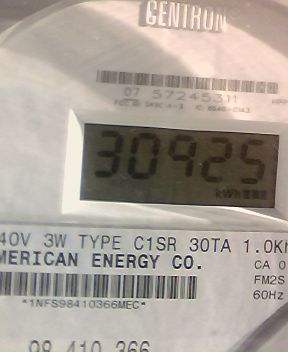 CENTRON®
07 57245311
30925
kWh
40V 3W TYPE C1SR 30TA 1.0K
MERICAN ENERGY CO.
CA 0
FM2S
60Hz
*1NFS98410366MEC*
98 410 366